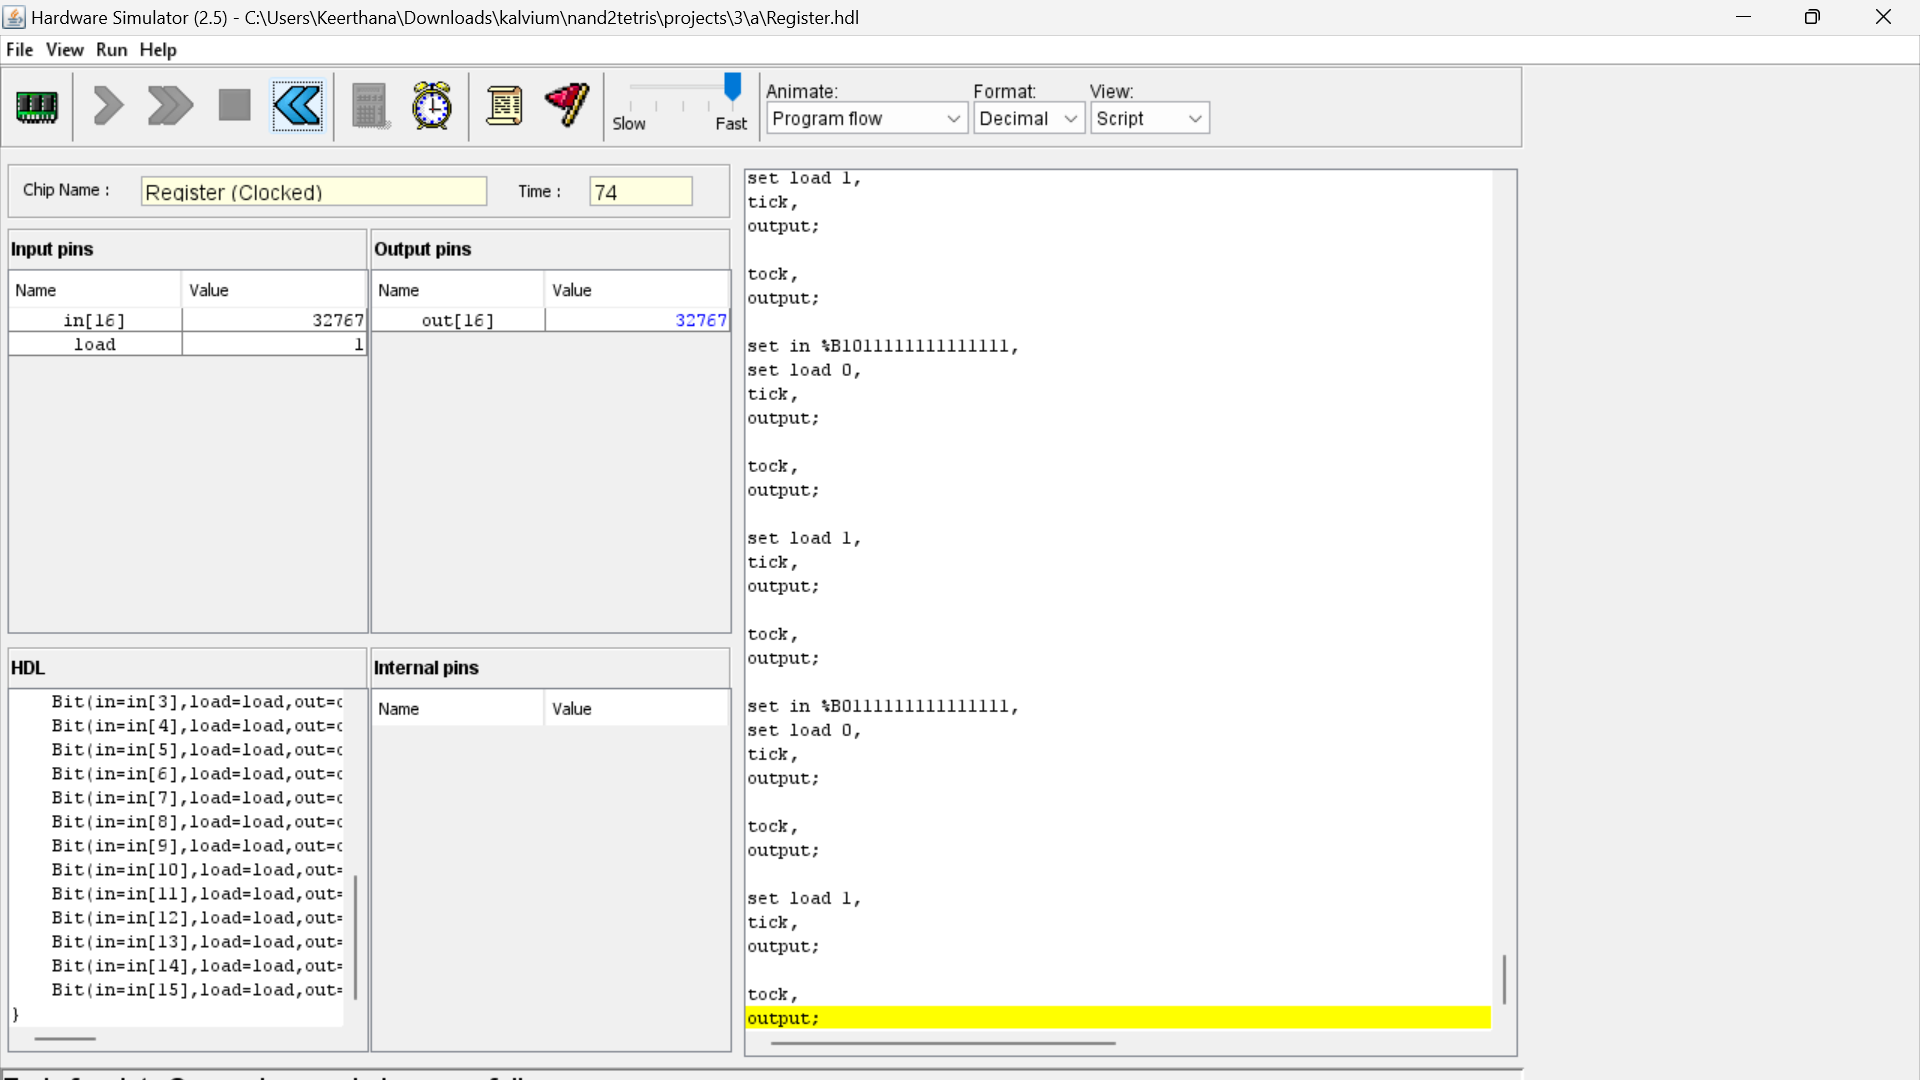 Hardware Simulator (2.5) - C:\Users\Keerthana\Downloads\kalvium\nand2tetris\projects\3\a\Register.hdl
File View Run Help
Slow Fast
Animate: Format: View:
Program flow Decimal Script
Chip Name : Register (Clocked) Time : 74
Input pins
Name Value
in[16] 32767
load 1
Output pins
Name Value
out[16] 32767
HDL
Bit(in=in[3],load=load,out=
Bit(in=in[4],load=load,out=
Bit(in=in[5],load=load,out=
Bit(in=in[6],load=load,out=
Bit(in=in[7],load=load,out=
Bit(in=in[8],load=load,out=
Bit(in=in[9],load=load,out=
Bit(in=in[10],load=load,out=
Bit(in=in[11],load=load,out=
Bit(in=in[12],load=load,out=
Bit(in=in[13],load=load,out=
Bit(in=in[14],load=load,out=
Bit(in=in[15],load=load,out=
}
Internal pins
Name Value
set load 1,
tick,
output;
tock,
output;
set in %B1011111111111111,
set load 0,
tick,
output;
tock,
output;
set load 1,
tick,
output;
tock,
output;
set in %B0111111111111111,
set load 0,
tick,
output;
tock,
output;
set load 1,
tick,
output;
tock,
output;